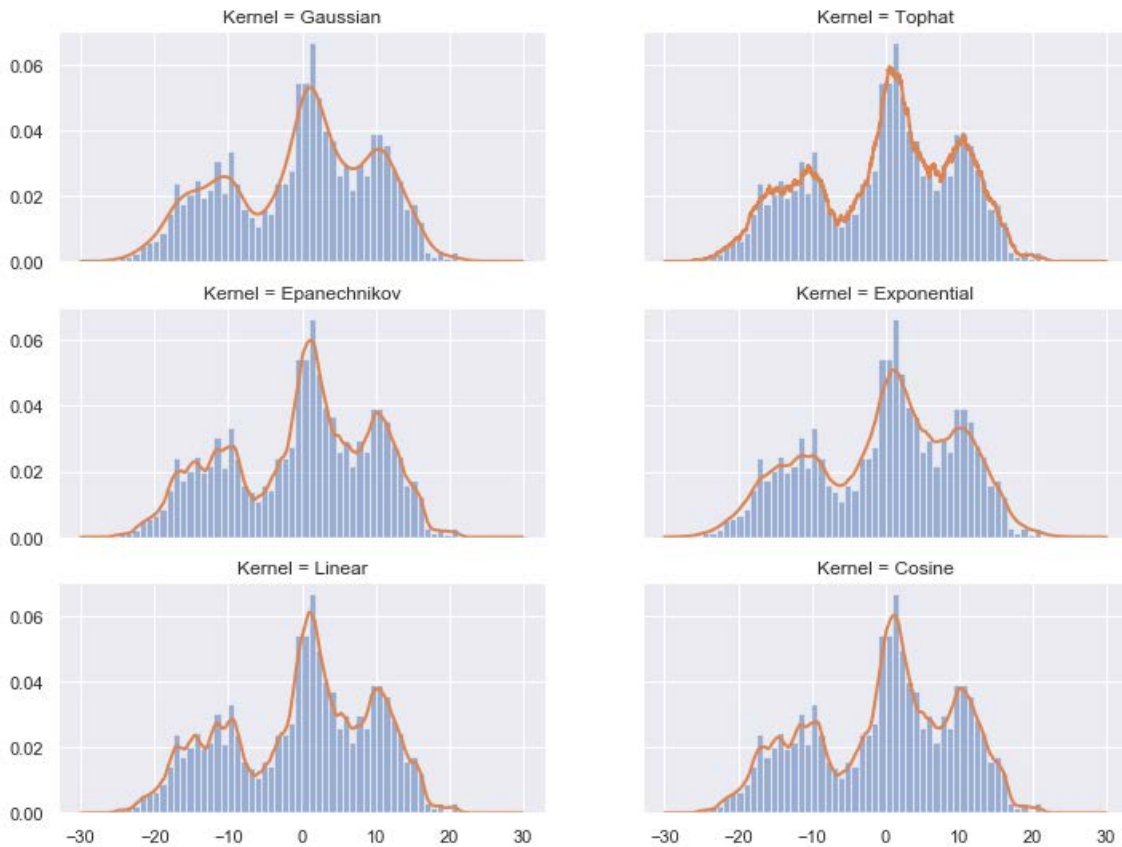 Kernel = Gaussian
Kernel = Tophat
0.06
0.04
0.02
0.00
Kernel = Epanechnikov
Kernel = Exponential
0.06
0.04
0.02
0.00
Kernel = Linear
Kernel = Cosine
0.06
0.04
0.02
0.00
−30 −20 −10 0 10 20 30
−30 −20 −10 0 10 20 30